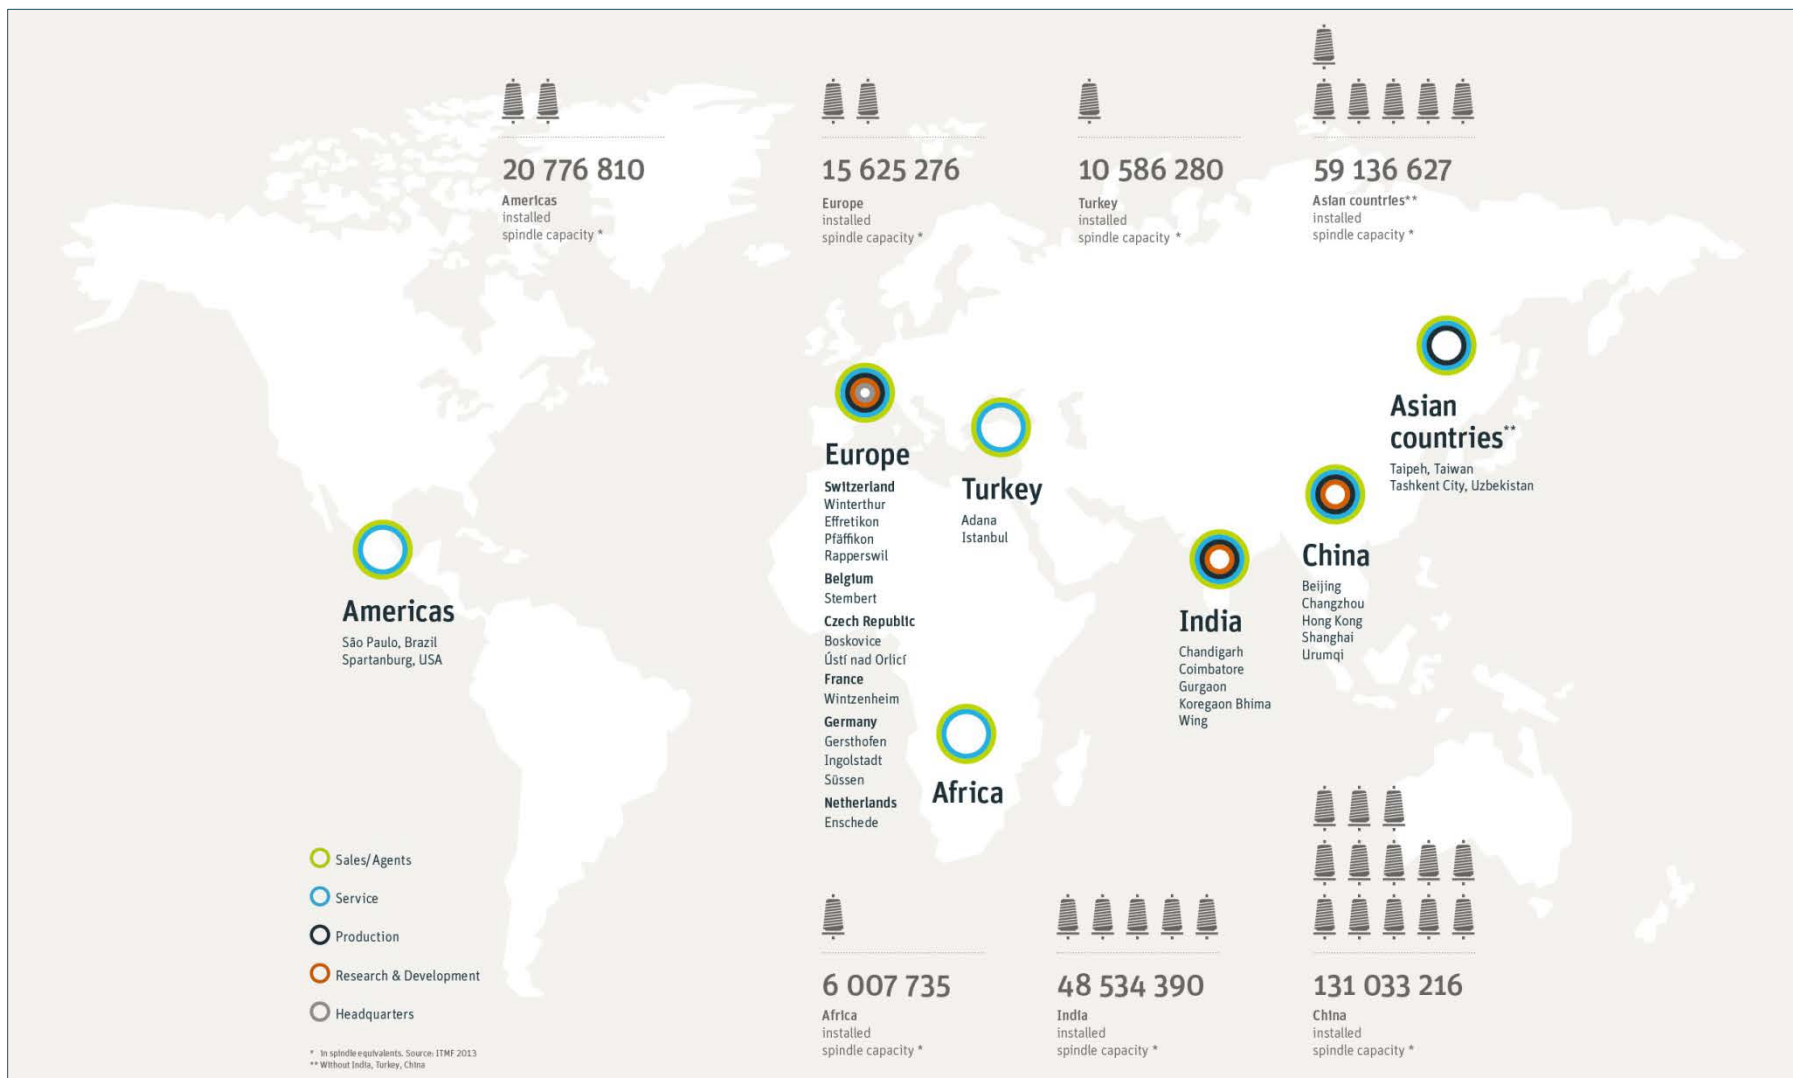 20 776 810
Americas
installed
spindle capacity *
15 625 276
Europe
installed
spindle capacity *
10 586 280
Turkey
installed
spindle capacity *
59 136 627
Asian countries**
installed
spindle capacity *
Americas
São Paulo, Brazil
Spartanburg, USA
Europe
Switzerland
Winterthur
Effretikon
Pfäffikon
Rapperswil
Belgium
Stembert
Czech Republic
Boskovice
Ústí nad Orlicí
France
Wintzenheim
Germany
Gersthofen
Ingolstadt
Süssen
Netherlands
Enschede
Turkey
Adana
Istanbul
Africa
India
Chandigarh
Coimbatore
Gurgaon
Koregaon Bhima
Wing
China
Beijing
Changzhou
Hong Kong
Shanghai
Urumqi
Asian
countries**
Taipeh, Taiwan
Tashkent City, Uzbekistan
Sales/Agents
Service
Production
Research & Development
Headquarters
* In spindle equivalents. Source: ITMF 2013
** Without India, Turkey, China
6 007 735
Africa
installed
spindle capacity *
48 534 390
India
installed
spindle capacity *
131 033 216
China
installed
spindle capacity *